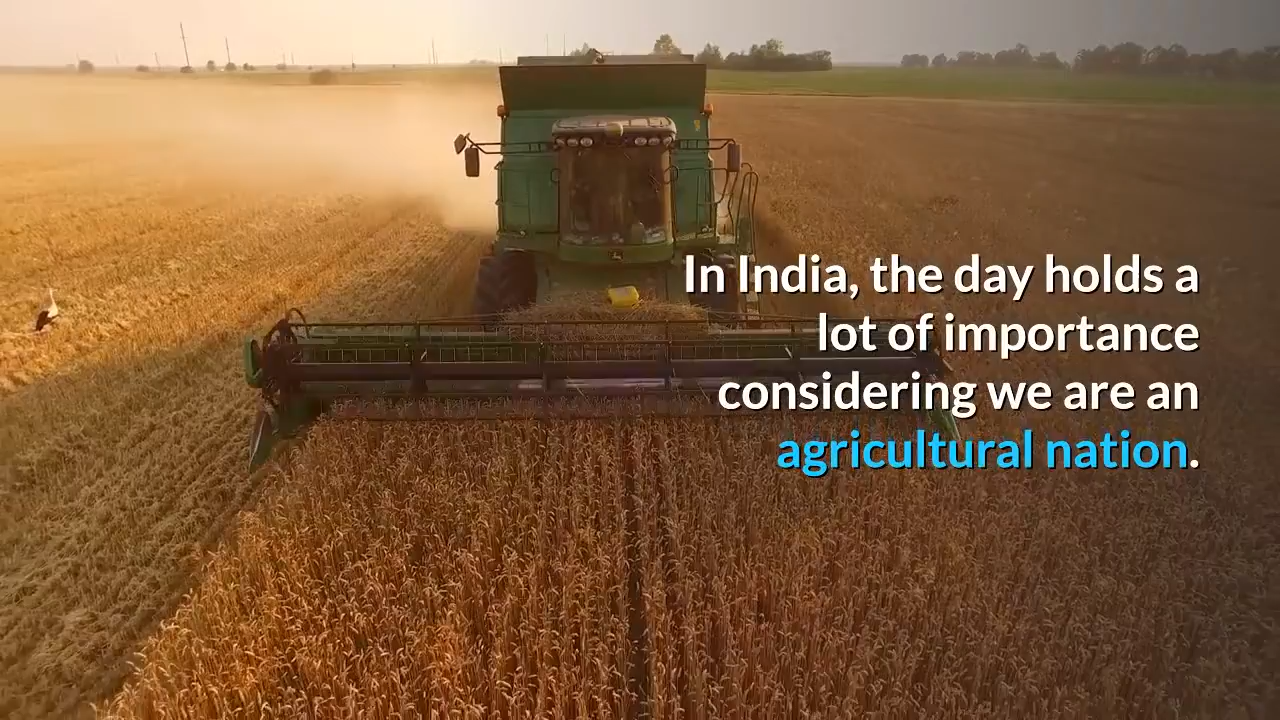 In India, the day holds a
lot of importance
considering we are an
agricultural nation.